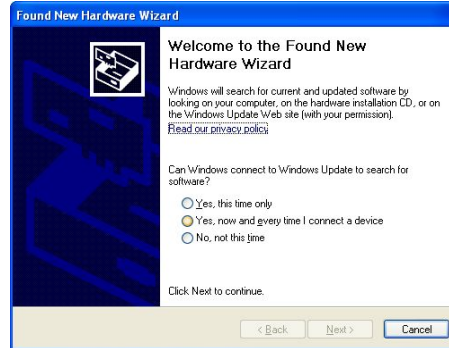 Found New Hardware Wizard
Welcome to the Found New
Hardware Wizard
Windows will search for current and updated software by
looking on your computer, on the hardware installation CD, or on
the Windows Update Web site (with your permission).
Read our privacy policy
Can Windows connect to Windows Update to search for
software?
Yes, this time only
Yes, now and every time I connect a device
No, not this time
Click Next to continue.
< Back
Next >
Cancel